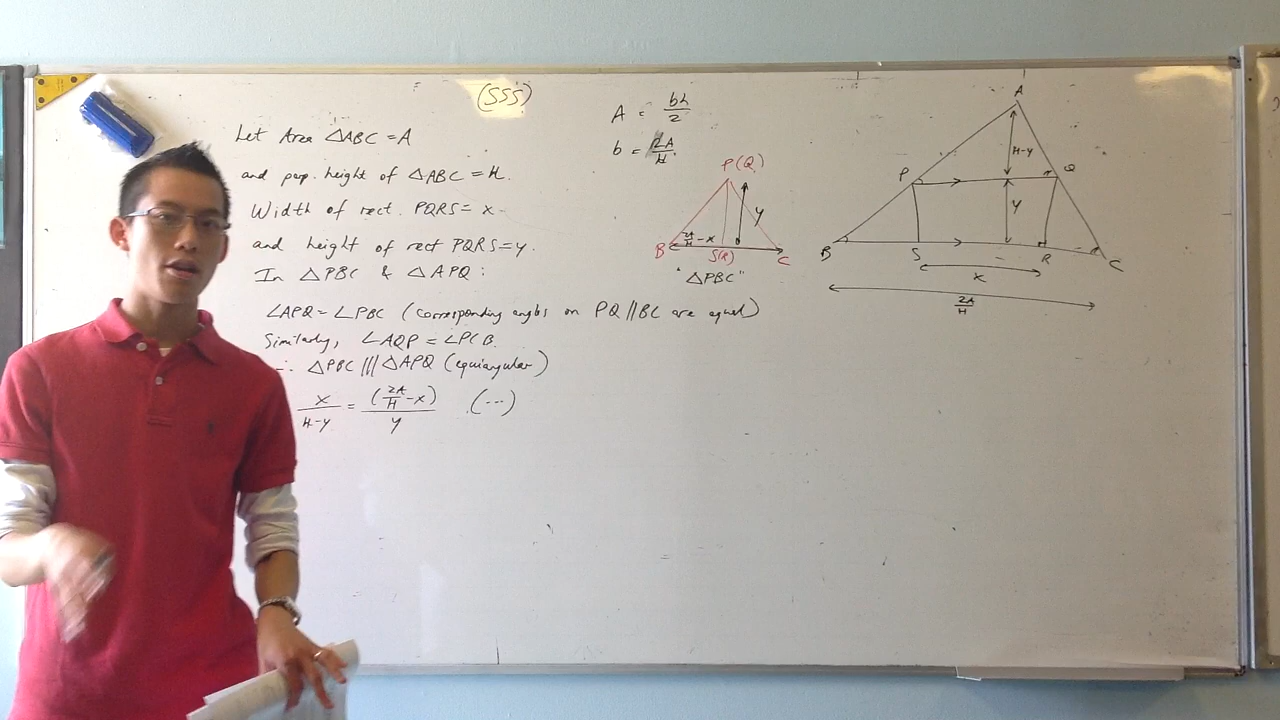 (SSS)
Let Area △ABC = A
and perp. height of △ABC = H.
Width of rect. PQRS = x
and height of rect PQRS = y.
In △PBC & △APQ :
∠APQ = ∠PBC (corresponding angles on PQ//BC are equal)
Similarly, ∠AQP = ∠PCB.
∴ △PBC ||| △APQ (equiangular)
x/(H-y) = (2A/H - x)/y (...)
A = bh/2
b = 2A/H
P(Q)
y
2A/H - x
B S(R) C
"△PBC"
A
H-y
P Q
y
B S R C
x
2A/H